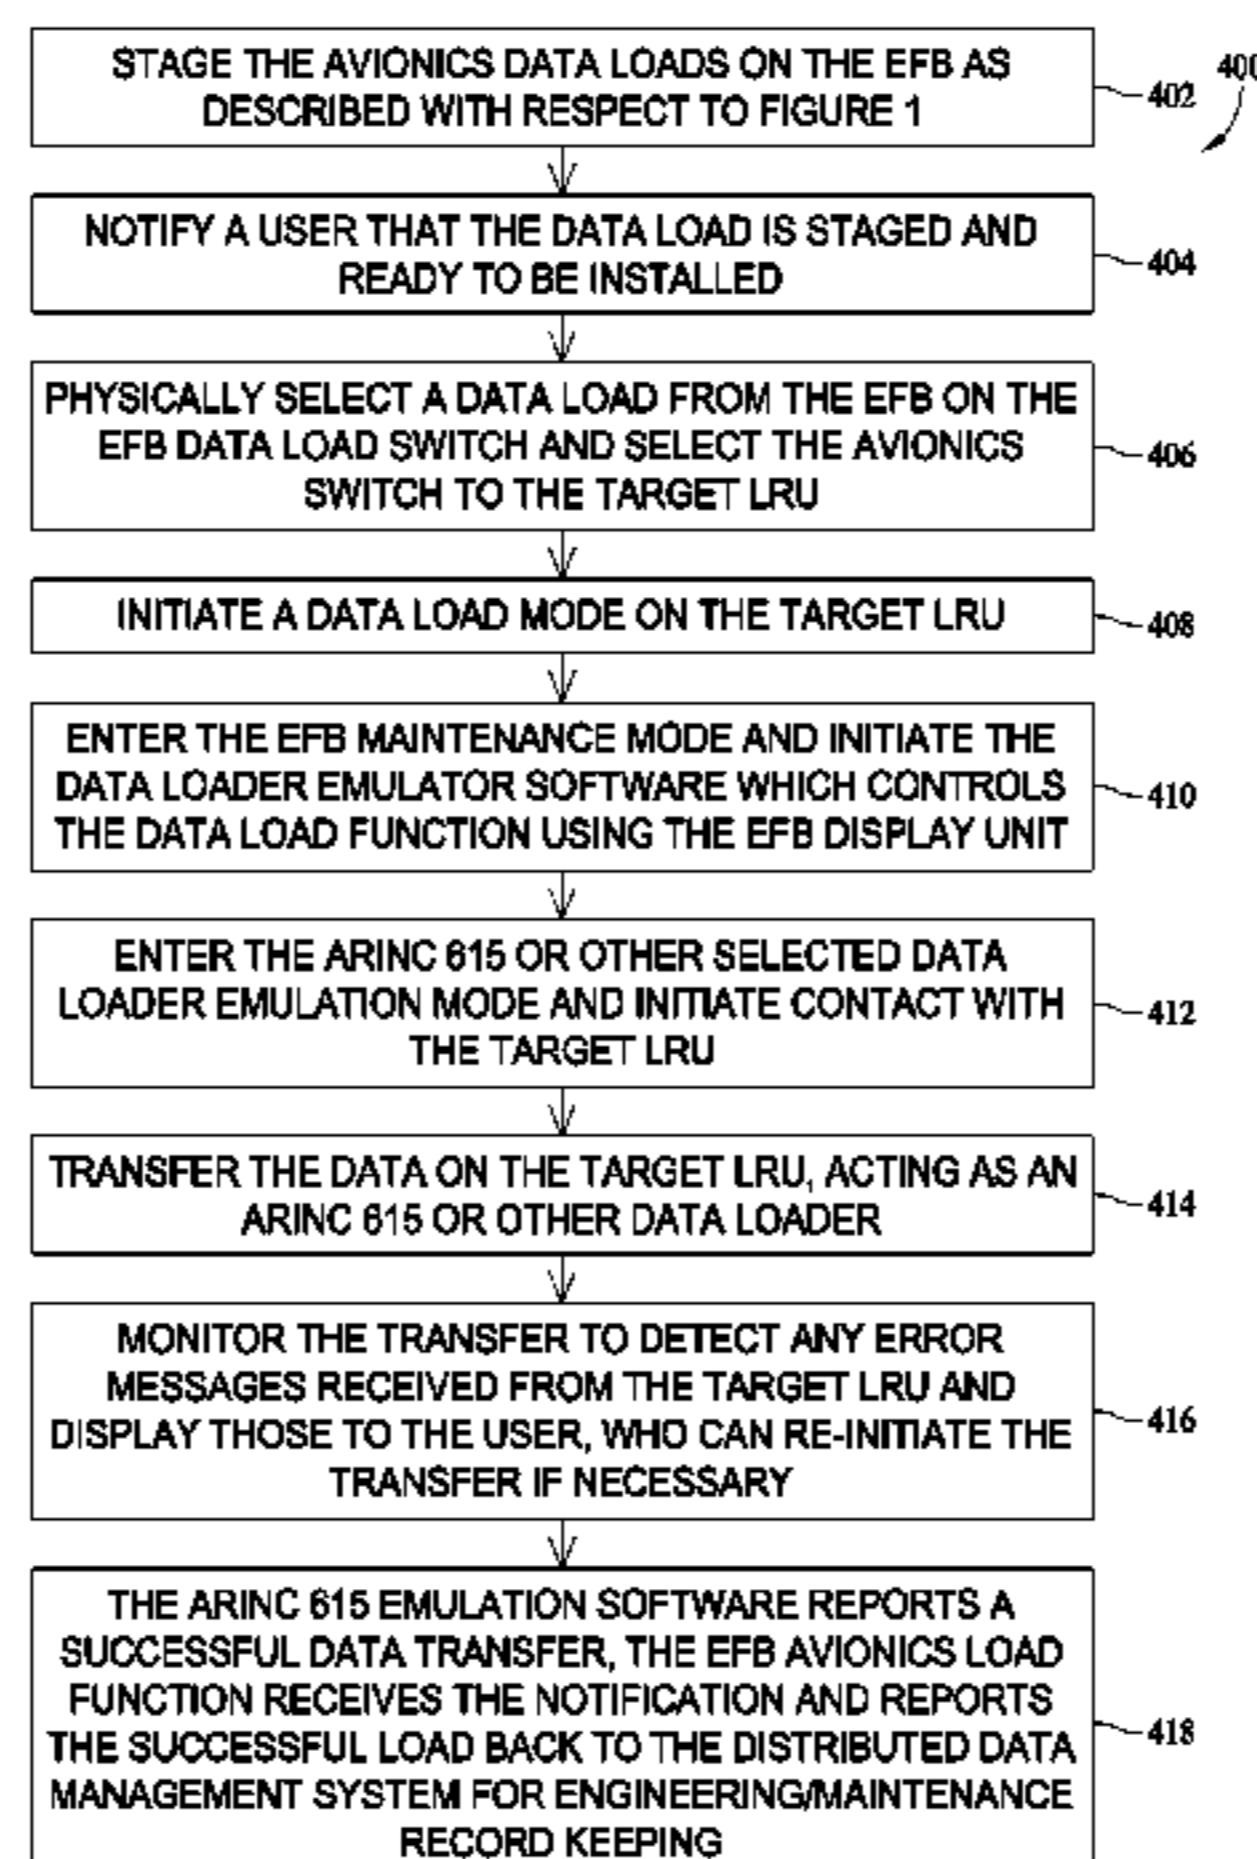 STAGE THE AVIONICS DATA LOADS ON THE EFB AS
DESCRIBED WITH RESPECT TO FIGURE 1
402
400
NOTIFY A USER THAT THE DATA LOAD IS STAGED AND
READY TO BE INSTALLED
404
PHYSICALLY SELECT A DATA LOAD FROM THE EFB ON THE
EFB DATA LOAD SWITCH AND SELECT THE AVIONICS
SWITCH TO THE TARGET LRU
406
INITIATE A DATA LOAD MODE ON THE TARGET LRU
408
ENTER THE EFB MAINTENANCE MODE AND INITIATE THE
DATA LOADER EMULATOR SOFTWARE WHICH CONTROLS
THE DATA LOAD FUNCTION USING THE EFB DISPLAY UNIT
410
ENTER THE ARINC 615 OR OTHER SELECTED DATA
LOADER EMULATION MODE AND INITIATE CONTACT WITH
THE TARGET LRU
412
TRANSFER THE DATA ON THE TARGET LRU, ACTING AS AN
ARINC 615 OR OTHER DATA LOADER
414
MONITOR THE TRANSFER TO DETECT ANY ERROR
MESSAGES RECEIVED FROM THE TARGET LRU AND
DISPLAY THOSE TO THE USER, WHO CAN RE-INITIATE THE
TRANSFER IF NECESSARY
416
THE ARINC 615 EMULATION SOFTWARE REPORTS A
SUCCESSFUL DATA TRANSFER, THE EFB AVIONICS LOAD
FUNCTION RECEIVES THE NOTIFICATION AND REPORTS
THE SUCCESSFUL LOAD BACK TO THE DISTRIBUTED DATA
MANAGEMENT SYSTEM FOR ENGINEERING/MAINTENANCE
RECORD KEEPING
418